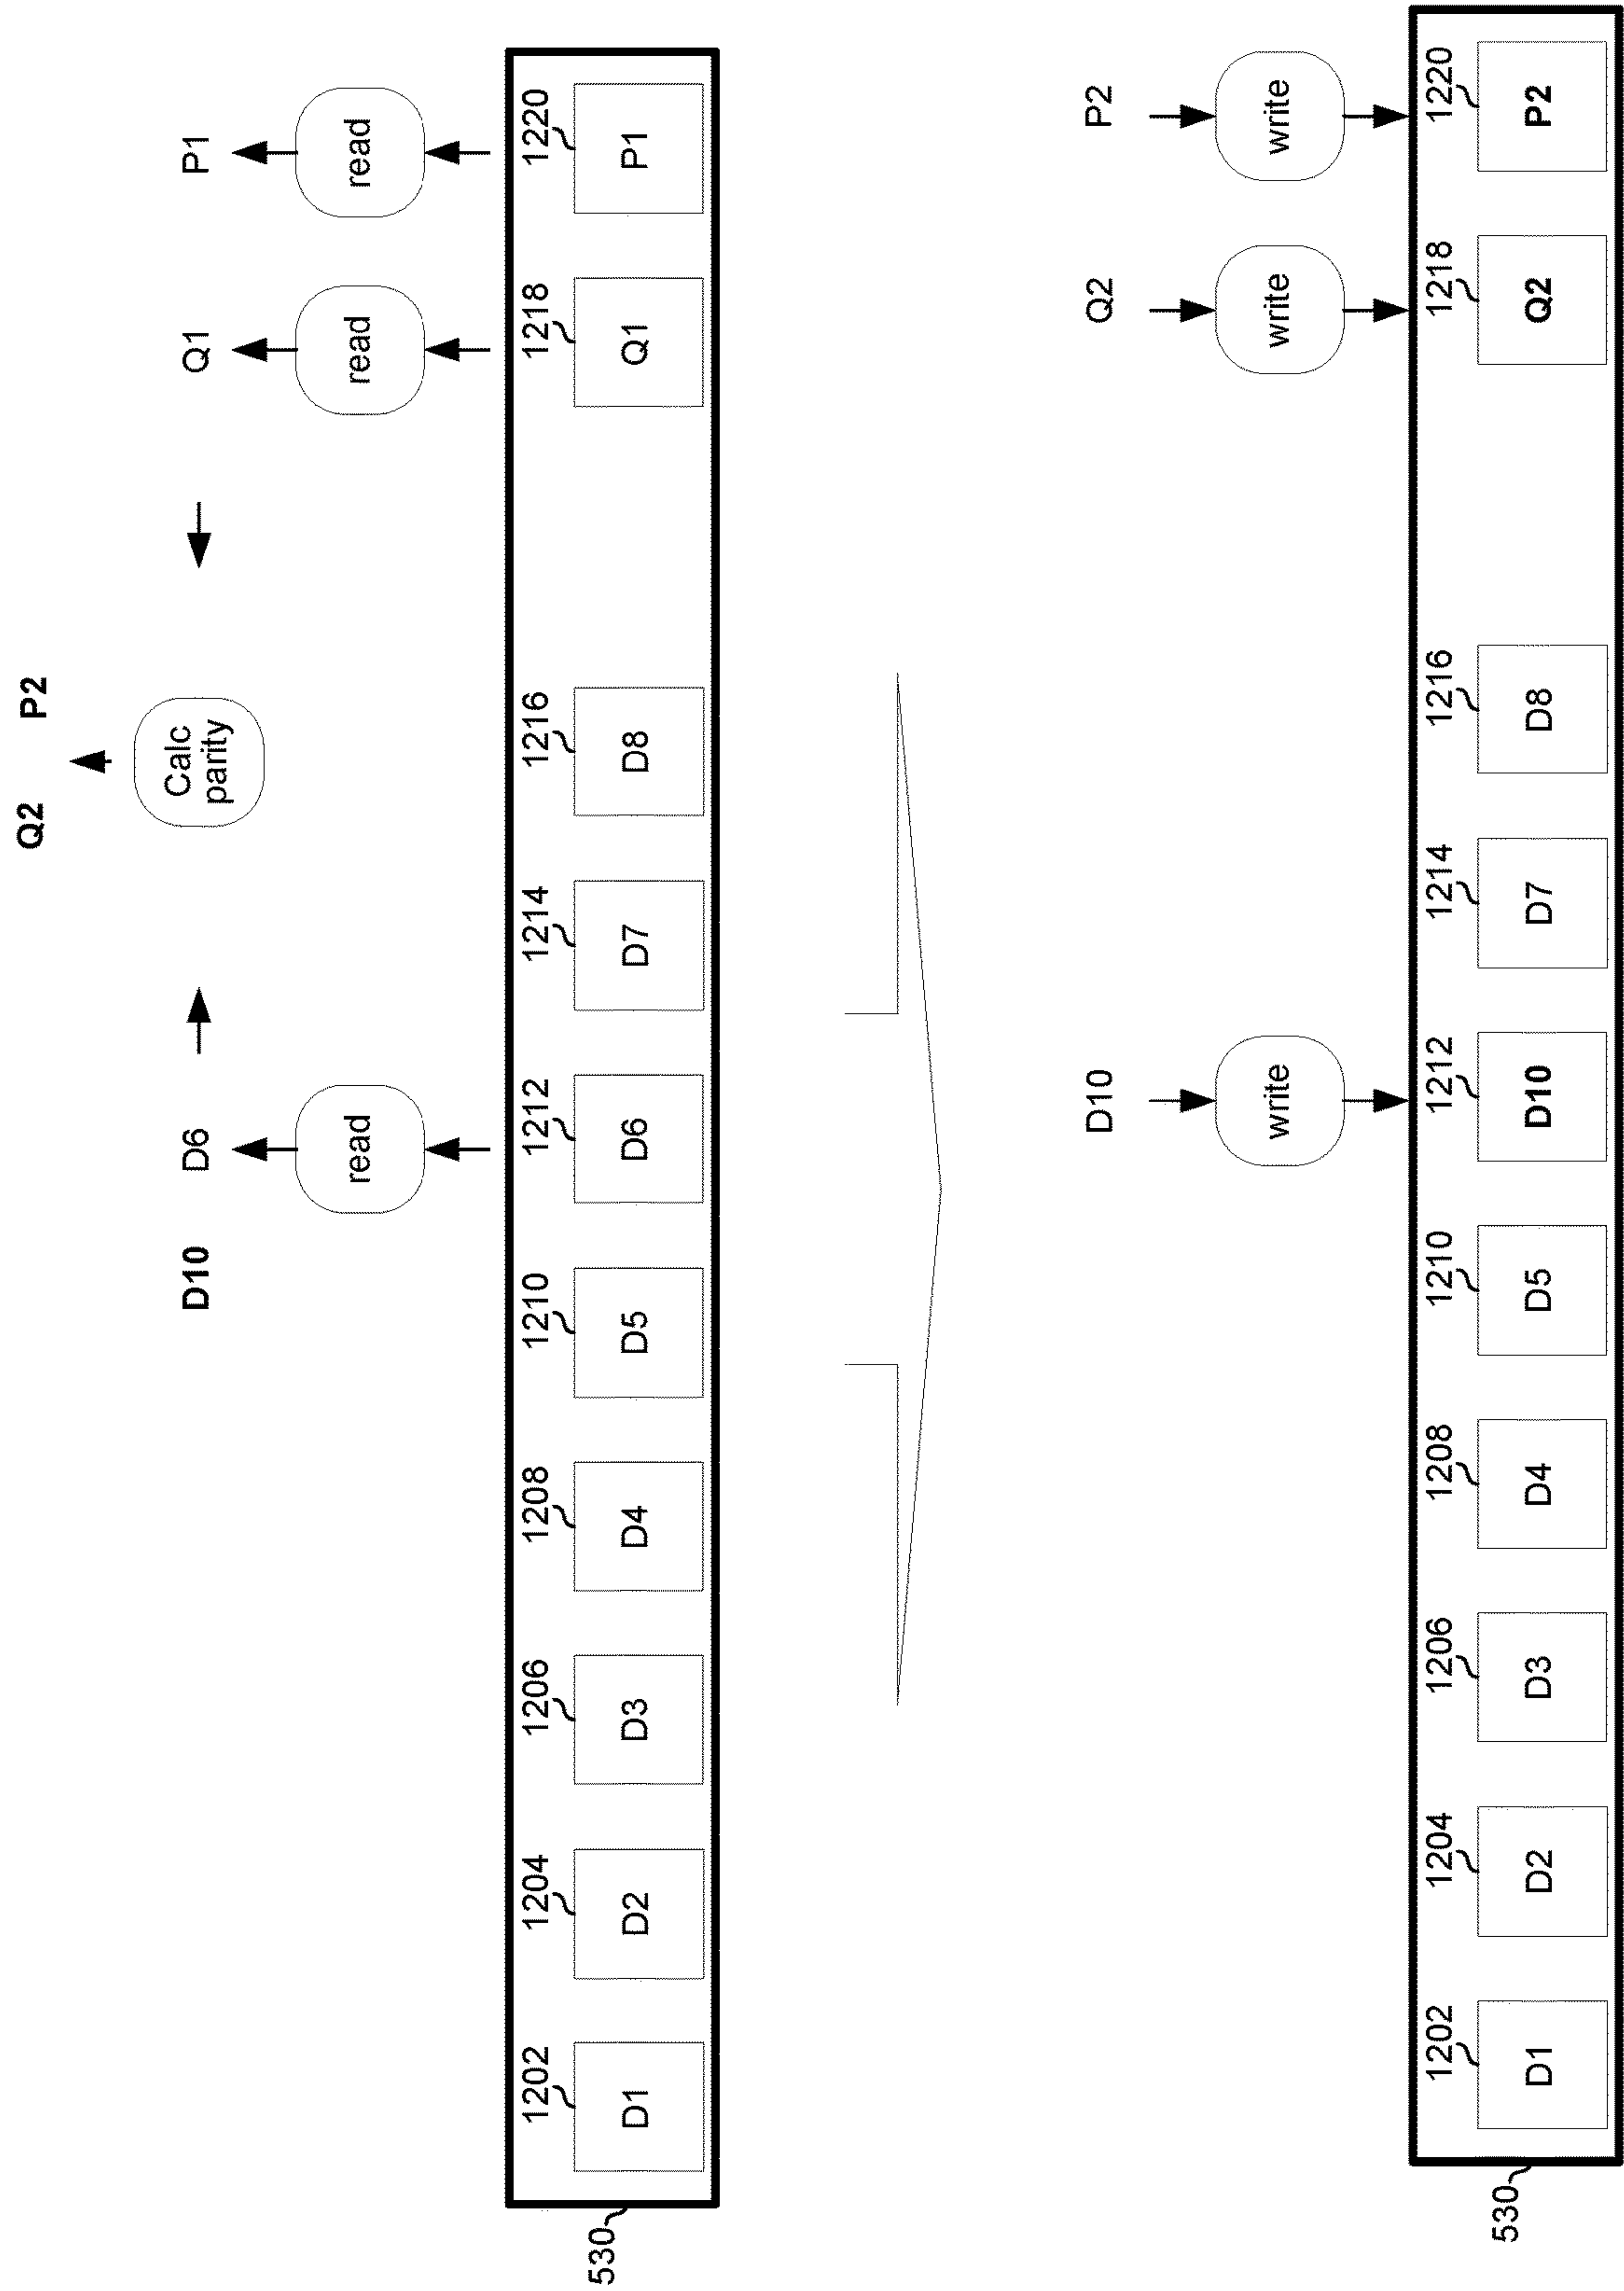 Q2 P2
Calc
parity
D10 D6 Q1 P1
read read read
1202 1204 1206 1208 1210 1212 1214 1216 1218 1220
D1 D2 D3 D4 D5 D6 D7 D8 Q1 P1
530
D10 Q2 P2
write write write
1202 1204 1206 1208 1210 1212 1214 1216 1218 1220
D1 D2 D3 D4 D5 D10 D7 D8 Q2 P2
530